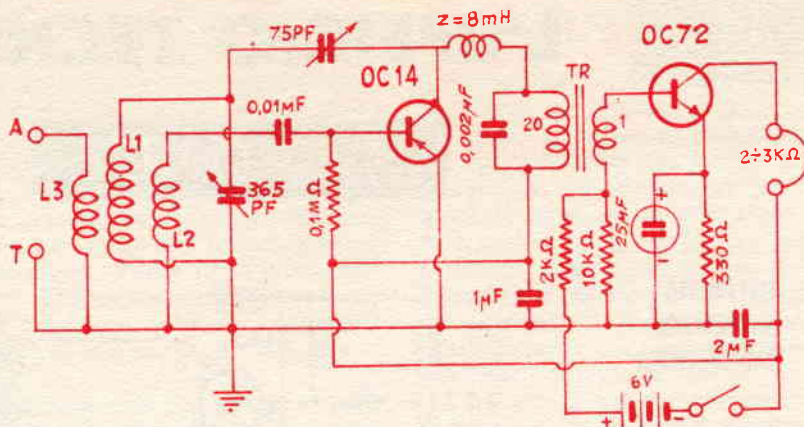 75PF
Z=8mH
OC72
OC14
TR
0,01MF
0,002MF
20
1
A
L1
L3
365
PF
L2
0,1MΩ
2÷3KΩ
T
2KΩ
10KΩ
25MF
+
-
330Ω
1MF
2MF
6V
+
-